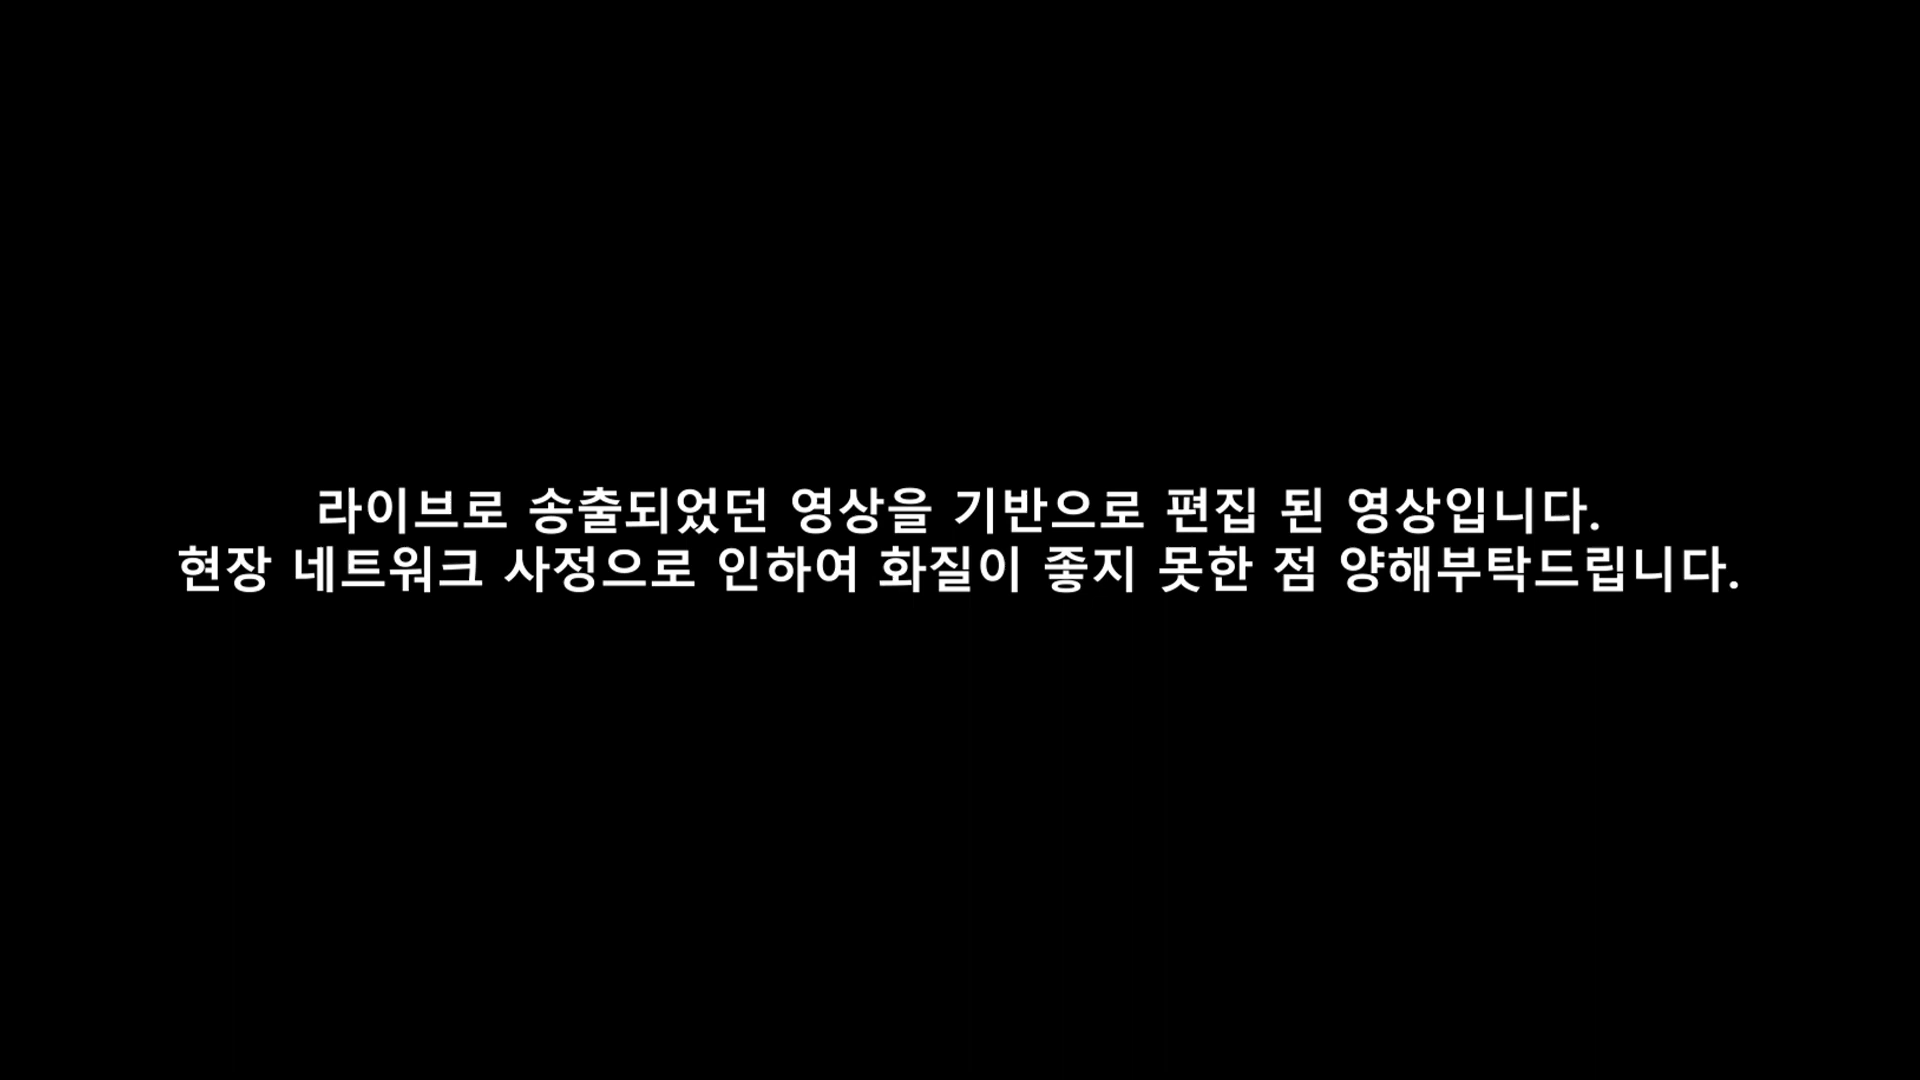 라이브로 송출되었던 영상을 기반으로 편집 된 영상입니다.
현장 네트워크 사정으로 인하여 화질이 좋지 못한 점 양해부탁드립니다.